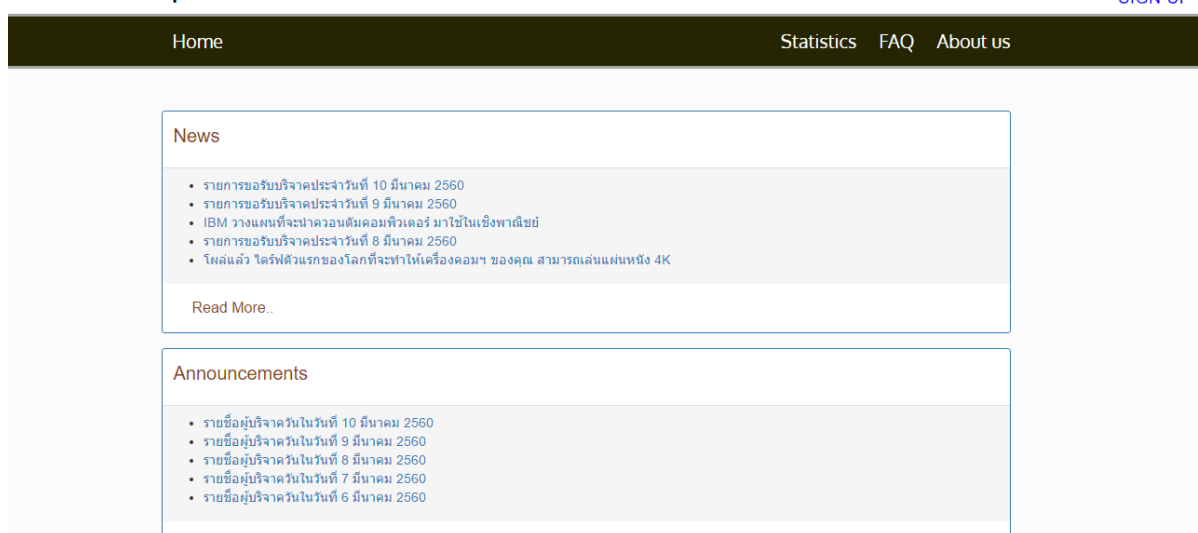 SIGN UP
Home Statistics FAQ About us
News
รายการขอรับบริจาคประจำวันที่ 10 มีนาคม 2560
รายการขอรับบริจาคประจำวันที่ 9 มีนาคม 2560
IBM วางแผนที่จะนำควอนตัมคอมพิวเตอร์ มาใช้ในเชิงพาณิชย์
รายการขอรับบริจาคประจำวันที่ 8 มีนาคม 2560
โผล่แล้ว ไดร์ฟตัวแรกของโลกที่จะทำให้เครื่องคอมฯ ของคุณ สามารถเล่นแผ่นหนัง 4K
Read More..
Announcements
รายชื่อผู้บริจาควันในวันที่ 10 มีนาคม 2560
รายชื่อผู้บริจาควันในวันที่ 9 มีนาคม 2560
รายชื่อผู้บริจาควันในวันที่ 8 มีนาคม 2560
รายชื่อผู้บริจาควันในวันที่ 7 มีนาคม 2560
รายชื่อผู้บริจาควันในวันที่ 6 มีนาคม 2560